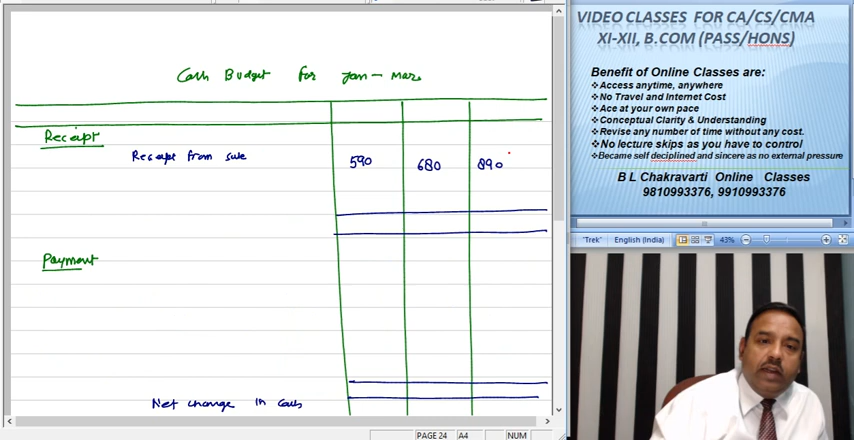 Cash Budget for Jan - Mar
Receipt
Receipt from sale 590 680 890
Payment
Net change in Cash
PAGE 24 A4 NUM
VIDEO CLASSES FOR CA/CS/CMA
XI-XII, B.COM (PASS/HONS)
Benefit of Online Classes are:
❖Access anytime, anywhere
❖No Travel and Internet Cost
❖Ace at your own pace
❖Conceptual Clarity & Understanding
❖Revise any number of time without any cost.
❖No lecture skips as you have to control
❖Became self deciplined and sincere as no external pressure
B L Chakravarti Online Classes
9810993376, 9910993376
"Trek" English (India) 43%